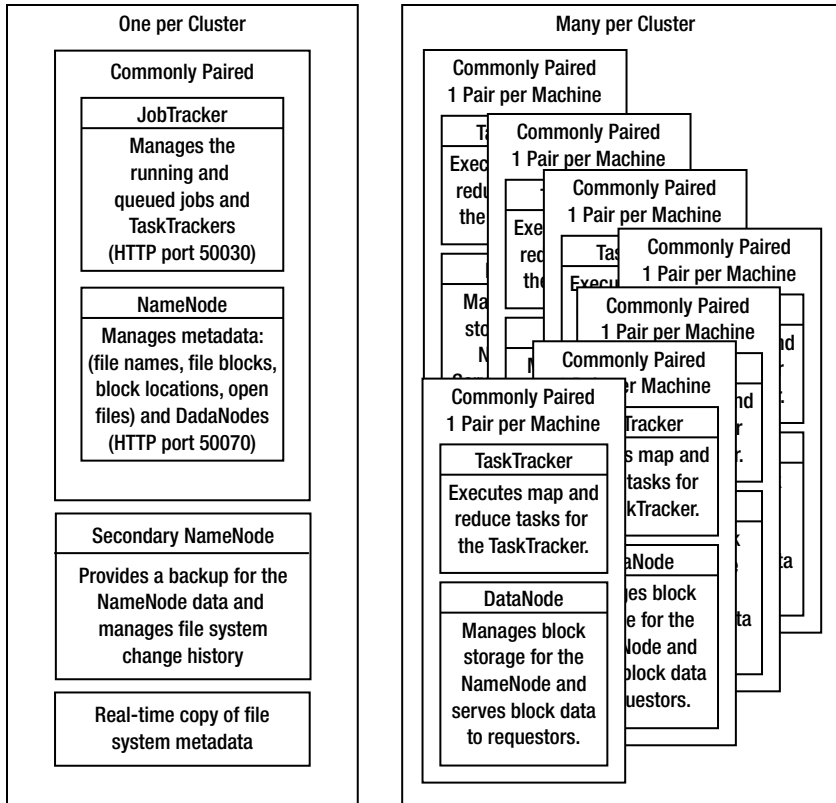 One per Cluster
Commonly Paired
JobTracker
Manages the
running and
queued jobs and
TaskTrackers
(HTTP port 50030)
NameNode
Manages metadata:
(file names, file blocks,
block locations, open
files) and DadaNodes
(HTTP port 50070)
Secondary NameNode
Provides a backup for the
NameNode data and
manages file system
change history
Real-time copy of file
system metadata
Many per Cluster
Commonly Paired
1 Pair per Machine
Commonly Paired
1 Pair per Machine
Commonly Paired
1 Pair per Machine
Commonly Paired
1 Pair per Machine
Commonly Paired
1 Pair per Machine
Commonly Paired
per Machine
Commonly Paired
1 Pair per Machine
TaskTracker
Executes map and
reduce tasks for
the TaskTracker.
DataNode
Manages block
storage for the
NameNode and
serves block data
to requestors.